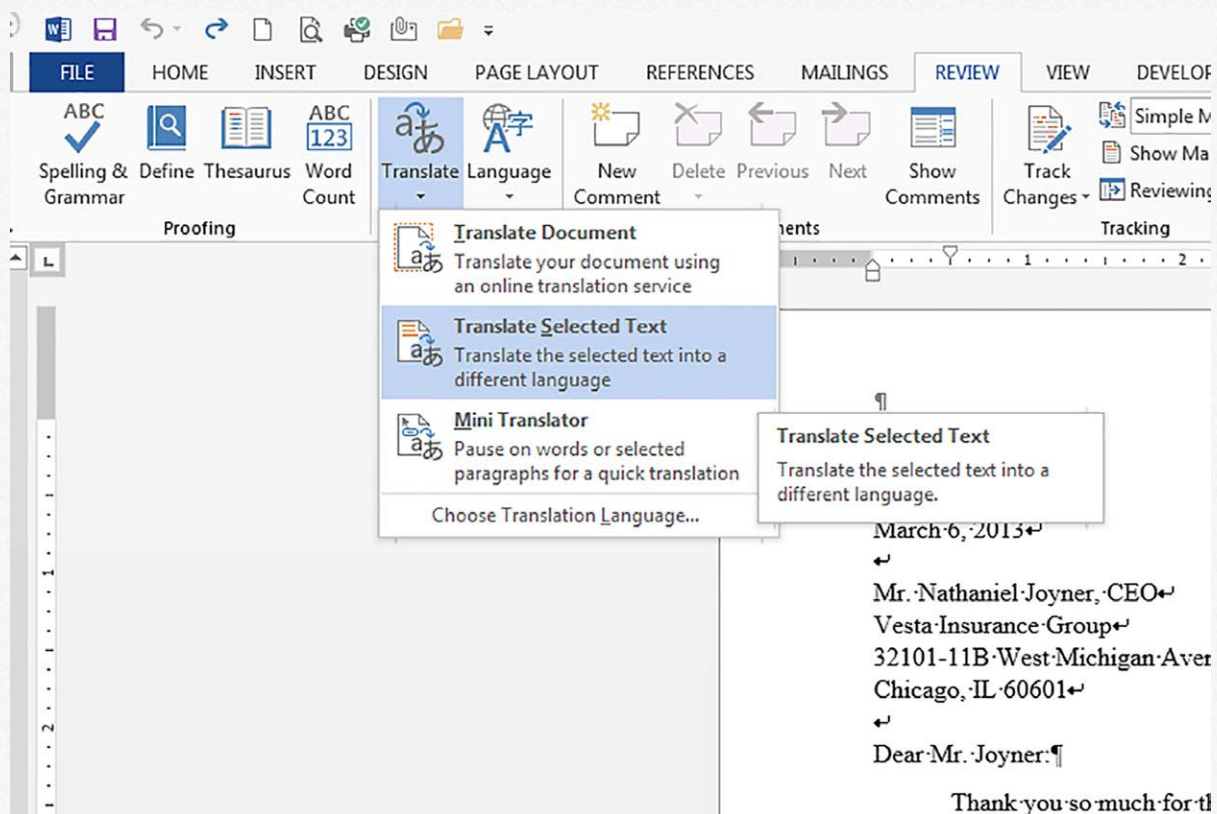 FILE HOME INSERT DESIGN PAGE LAYOUT REFERENCES MAILINGS REVIEW VIEW
ABC ABC
123
Spelling & Define Thesaurus Word Translate Language New Delete Previous Next Show Track Simple
Grammar Count Comment Comments Changes Show
Reviewing
Proofing Tracking
Translate Document
Translate your document using
an online translation service
Translate Selected Text
Translate the selected text into a
different language
Mini Translator
Pause on words or selected
paragraphs for a quick translation
Choose Translation Language...
Translate Selected Text
Translate the selected text into a
different language.
1 2
March 6, 2013
Mr. Nathaniel Joyner, CEO
Vesta Insurance Group
32101-11B West Michigan
Chicago, IL 60601
Dear Mr. Joyner:
Thank you so much for